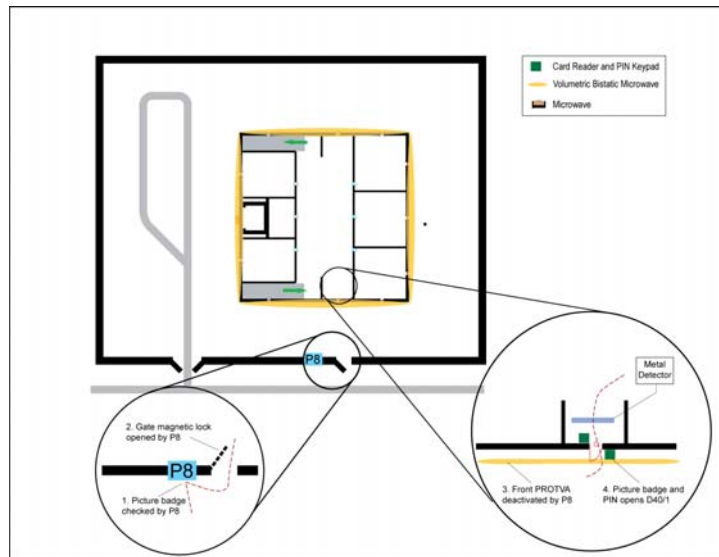 Card Reader and PIN Keypad
Volumetric Bistatic Microwave
Microwave
P8
Metal
Detector
2. Gate magnetic lock
opened by P8
P8
1. Picture badge
checked by P8
3. Front PROTVA
deactivated by P8
4. Picture badge and
PIN opens D40/1